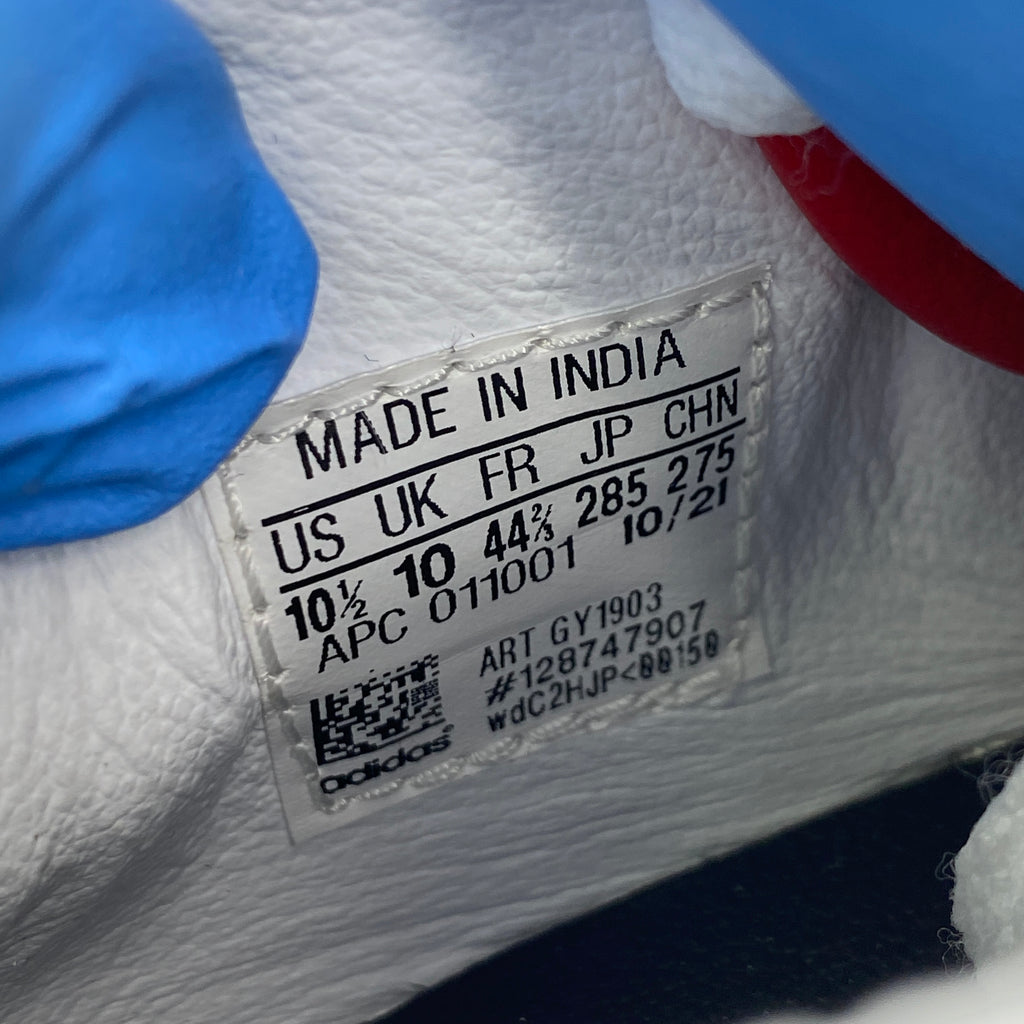 MADE IN INDIA
US UK FR JP CHN
10½ 10 44⅔ 285 275
APC 011001 10/21
ART GY1903
#128747907
wdC2HJP<00150
adidas®